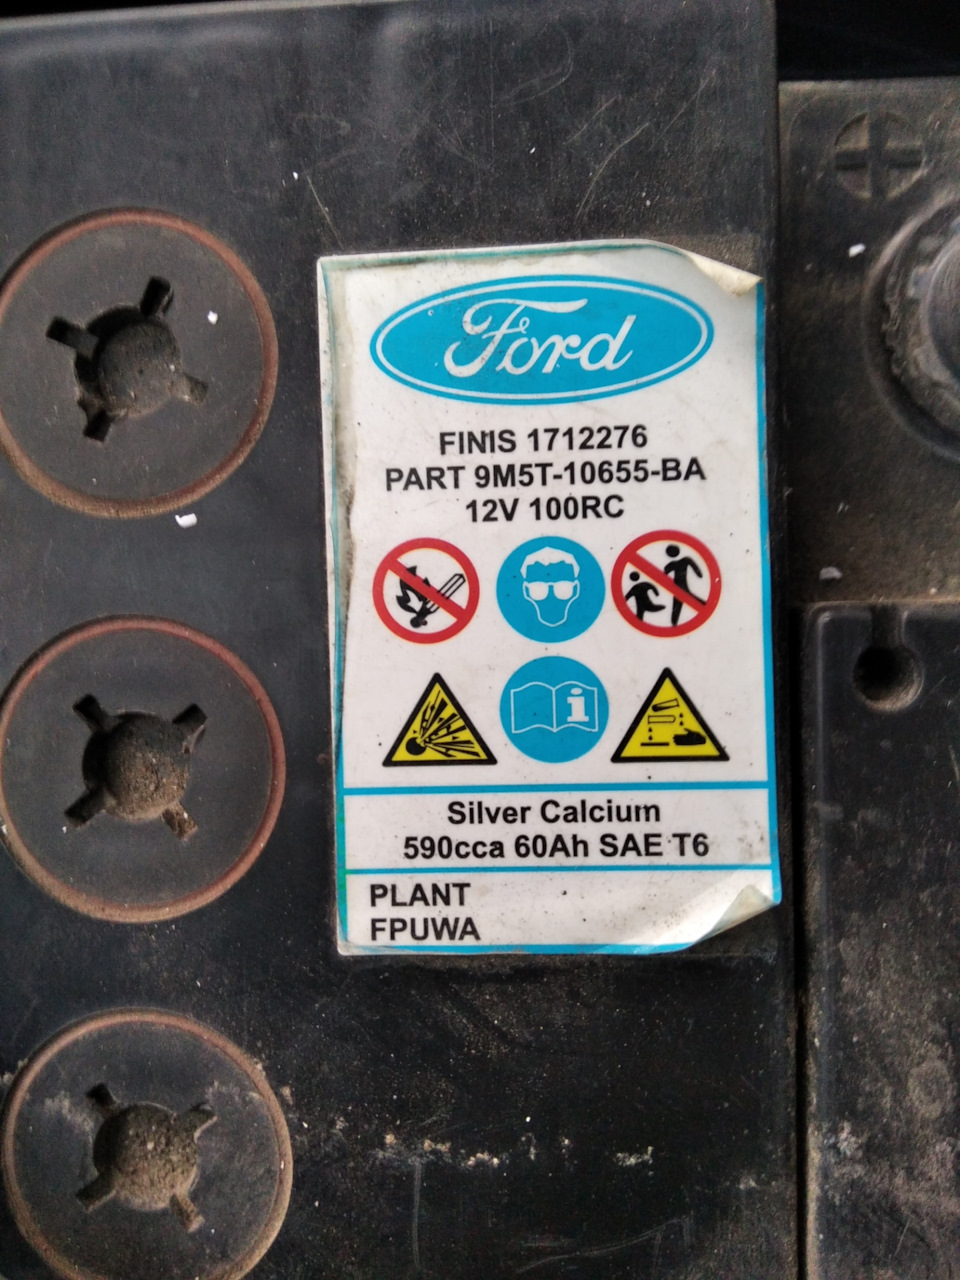 Ford
FINIS 1712276
PART 9M5T-10655-BA
12V 100RC
Silver Calcium
590cca 60Ah SAE T6
PLANT
FPUWA